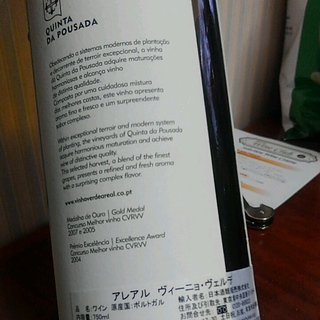 QUINTA
DA POUSADA
Obedecendo a sistemas modernos de plantação
e decorrente de terroir excepcional, a vinha
da Quinta da Pousada adquire maturações
harmoniosas e alcança vinho
de distinta qualidade.
Composto por uma cuidadosa mistura
das melhores castas, este vinho apresenta
aroma fino e fresco e um surpreendente
sabor complexo.
Wither exceptional terroir and modern system
of planting, the vineyards of Quinta da Pousada
acquire harmonious maturation and achieve
wine of distinctive quality.
This selected harvest, a blend of the finest
grapes, presents a refined and fresh aroma
with a surprising complex flavor.
www.vinhoverdeareal.co.pt
Medalha de Ouro | Gold Medal
Concurso Melhor vinho CVRVV
2007 e 2005
Prémio Excelência | Excellence Award
Concurso Melhor vinho CVRVV
2006
アレアル ヴィーニョ・ヴェルデ
品名:ワイン 原産国:ポルトガル
内容量:750ml
輸入者名:日本酒類販売株式会社
住所及び引取先:東京都中央区